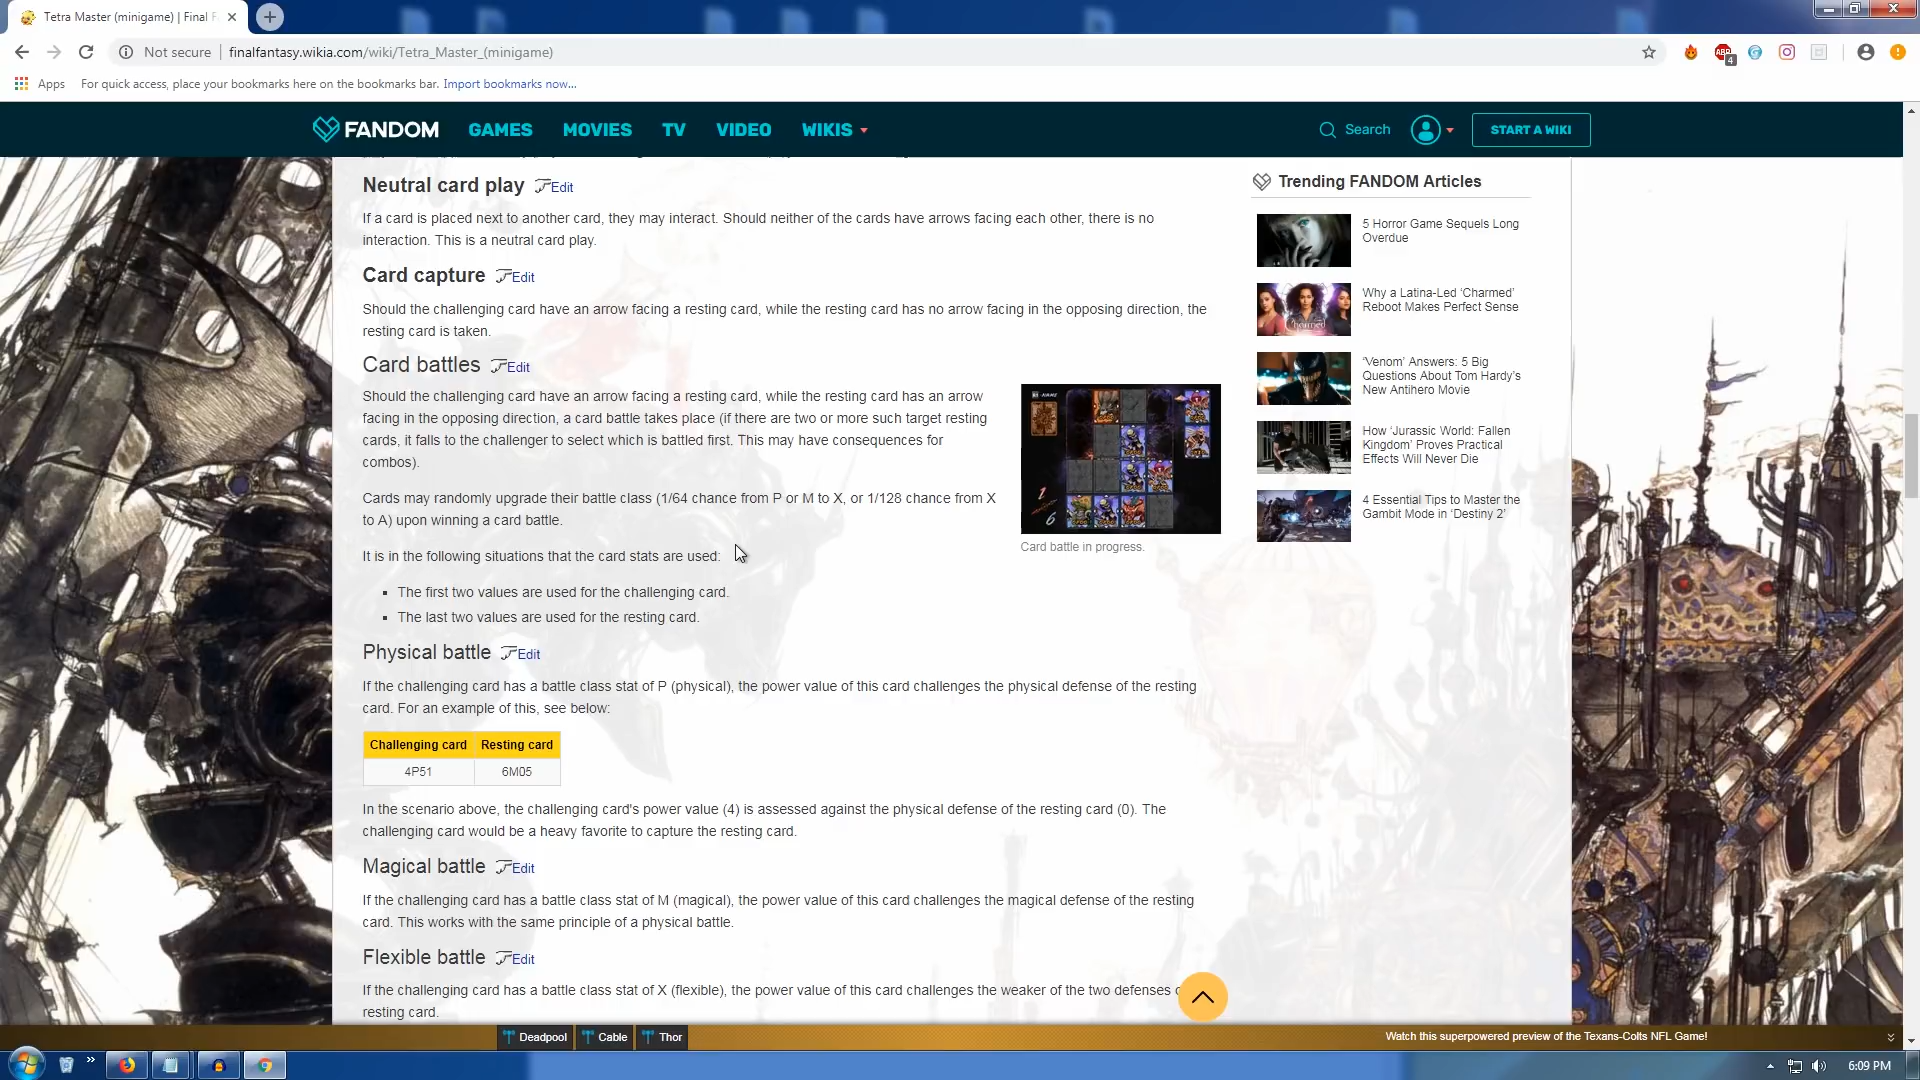 Tetra Master (minigame) | Final F
Not secure | finalfantasy.wikia.com/wiki/Tetra_Master_(minigame)
ABP
4
Apps For quick access, place your bookmarks here on the bookmarks bar. Import bookmarks now...
FANDOM GAMES MOVIES TV VIDEO WIKIS Search START A WIKI
Neutral card play Edit
If a card is placed next to another card, they may interact. Should neither of the cards have arrows facing each other, there is no
interaction. This is a neutral card play.
Card capture Edit
Should the challenging card have an arrow facing a resting card, while the resting card has no arrow facing in the opposing direction, the
resting card is taken.
Card battles Edit
Should the challenging card have an arrow facing a resting card, while the resting card has an arrow
facing in the opposing direction, a card battle takes place (if there are two or more such target resting
cards, it falls to the challenger to select which is battled first. This may have consequences for
combos).
Cards may randomly upgrade their battle class (1/64 chance from P or M to X, or 1/128 chance from X
to A) upon winning a card battle.
It is in the following situations that the card stats are used:
The first two values are used for the challenging card.
The last two values are used for the resting card.
NAME
1
6
Card battle in progress.
Physical battle Edit
If the challenging card has a battle class stat of P (physical), the power value of this card challenges the physical defense of the resting
card. For an example of this, see below:
Challenging card Resting card
4P51 6M05
In the scenario above, the challenging card's power value (4) is assessed against the physical defense of the resting card (0). The
challenging card would be a heavy favorite to capture the resting card.
Magical battle Edit
If the challenging card has a battle class stat of M (magical), the power value of this card challenges the magical defense of the resting
card. This works with the same principle of a physical battle.
Flexible battle Edit
If the challenging card has a battle class stat of X (flexible), the power value of this card challenges the weaker of the two defenses
resting card.
Trending FANDOM Articles
5 Horror Game Sequels Long
Overdue
Why a Latina-Led ‘Charmed’
Reboot Makes Perfect Sense
Charmed
‘Venom’ Answers: 5 Big
Questions About Tom Hardy’s
New Antihero Movie
How ‘Jurassic World: Fallen
Kingdom’ Proves Practical
Effects Will Never Die
4 Essential Tips to Master the
Gambit Mode in ‘Destiny 2’
Deadpool Cable Thor Watch this superpowered preview of the Texans-Colts NFL Game!
6:09 PM